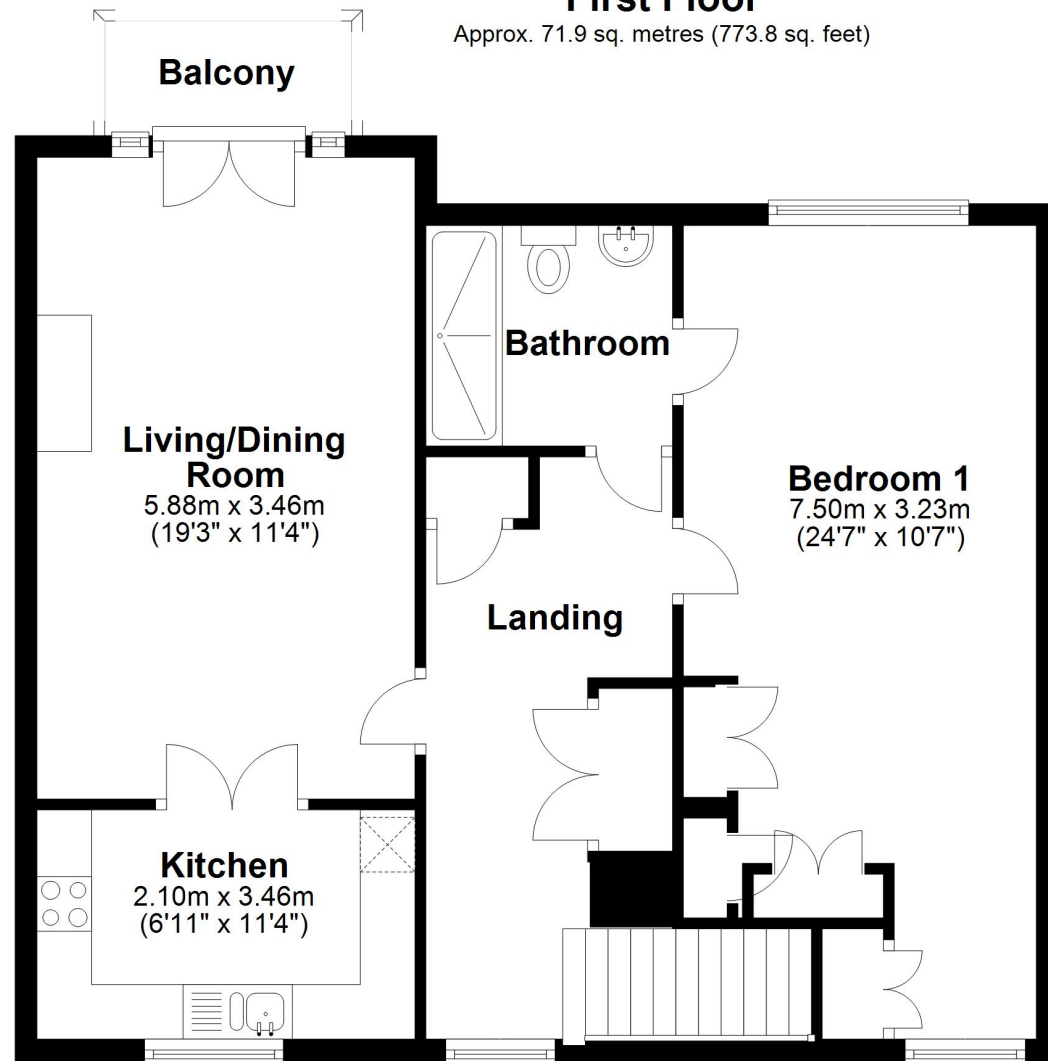 First Floor
Approx. 71.9 sq. metres (773.8 sq. feet)
Balcony
Bathroom
Living/Dining
Room
5.88m x 3.46m
(19'3" x 11'4")
Bedroom 1
7.50m x 3.23m
(24'7" x 10'7")
Landing
Kitchen
2.10m x 3.46m
(6'11" x 11'4")